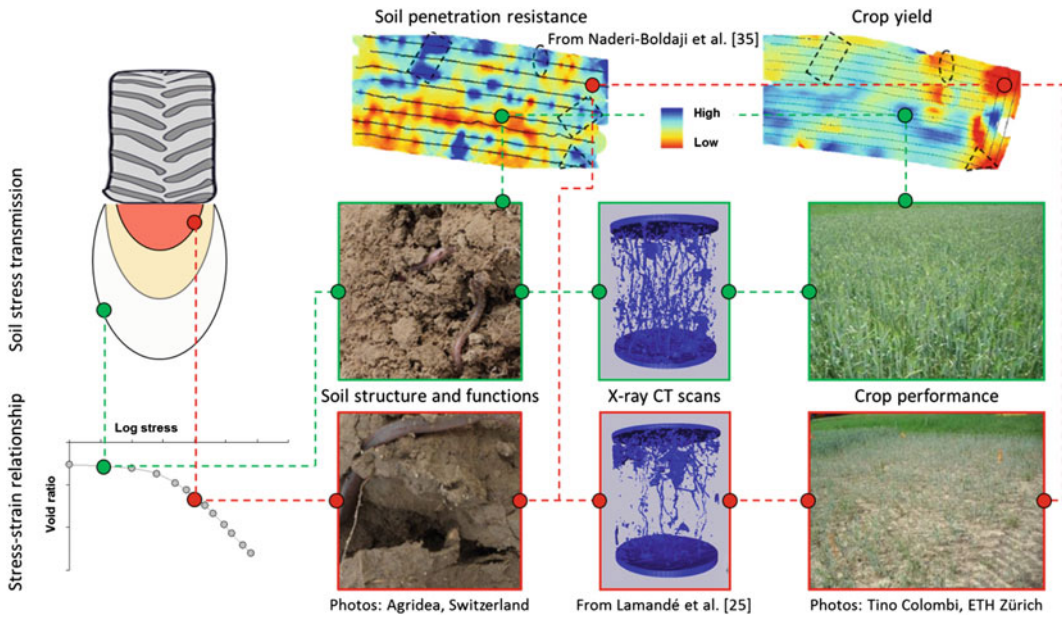 Soil penetration resistance
Crop yield
From Naderi-Boldaji et al. [35]
High
Low
Soil stress transmission
Soil structure and functions
X-ray CT scans
Crop performance
Stress-strain relationship
Log stress
Void ratio
Photos: Agridea, Switzerland
From Lamandé et al. [25]
Photos: Tino Colombi, ETH Zürich